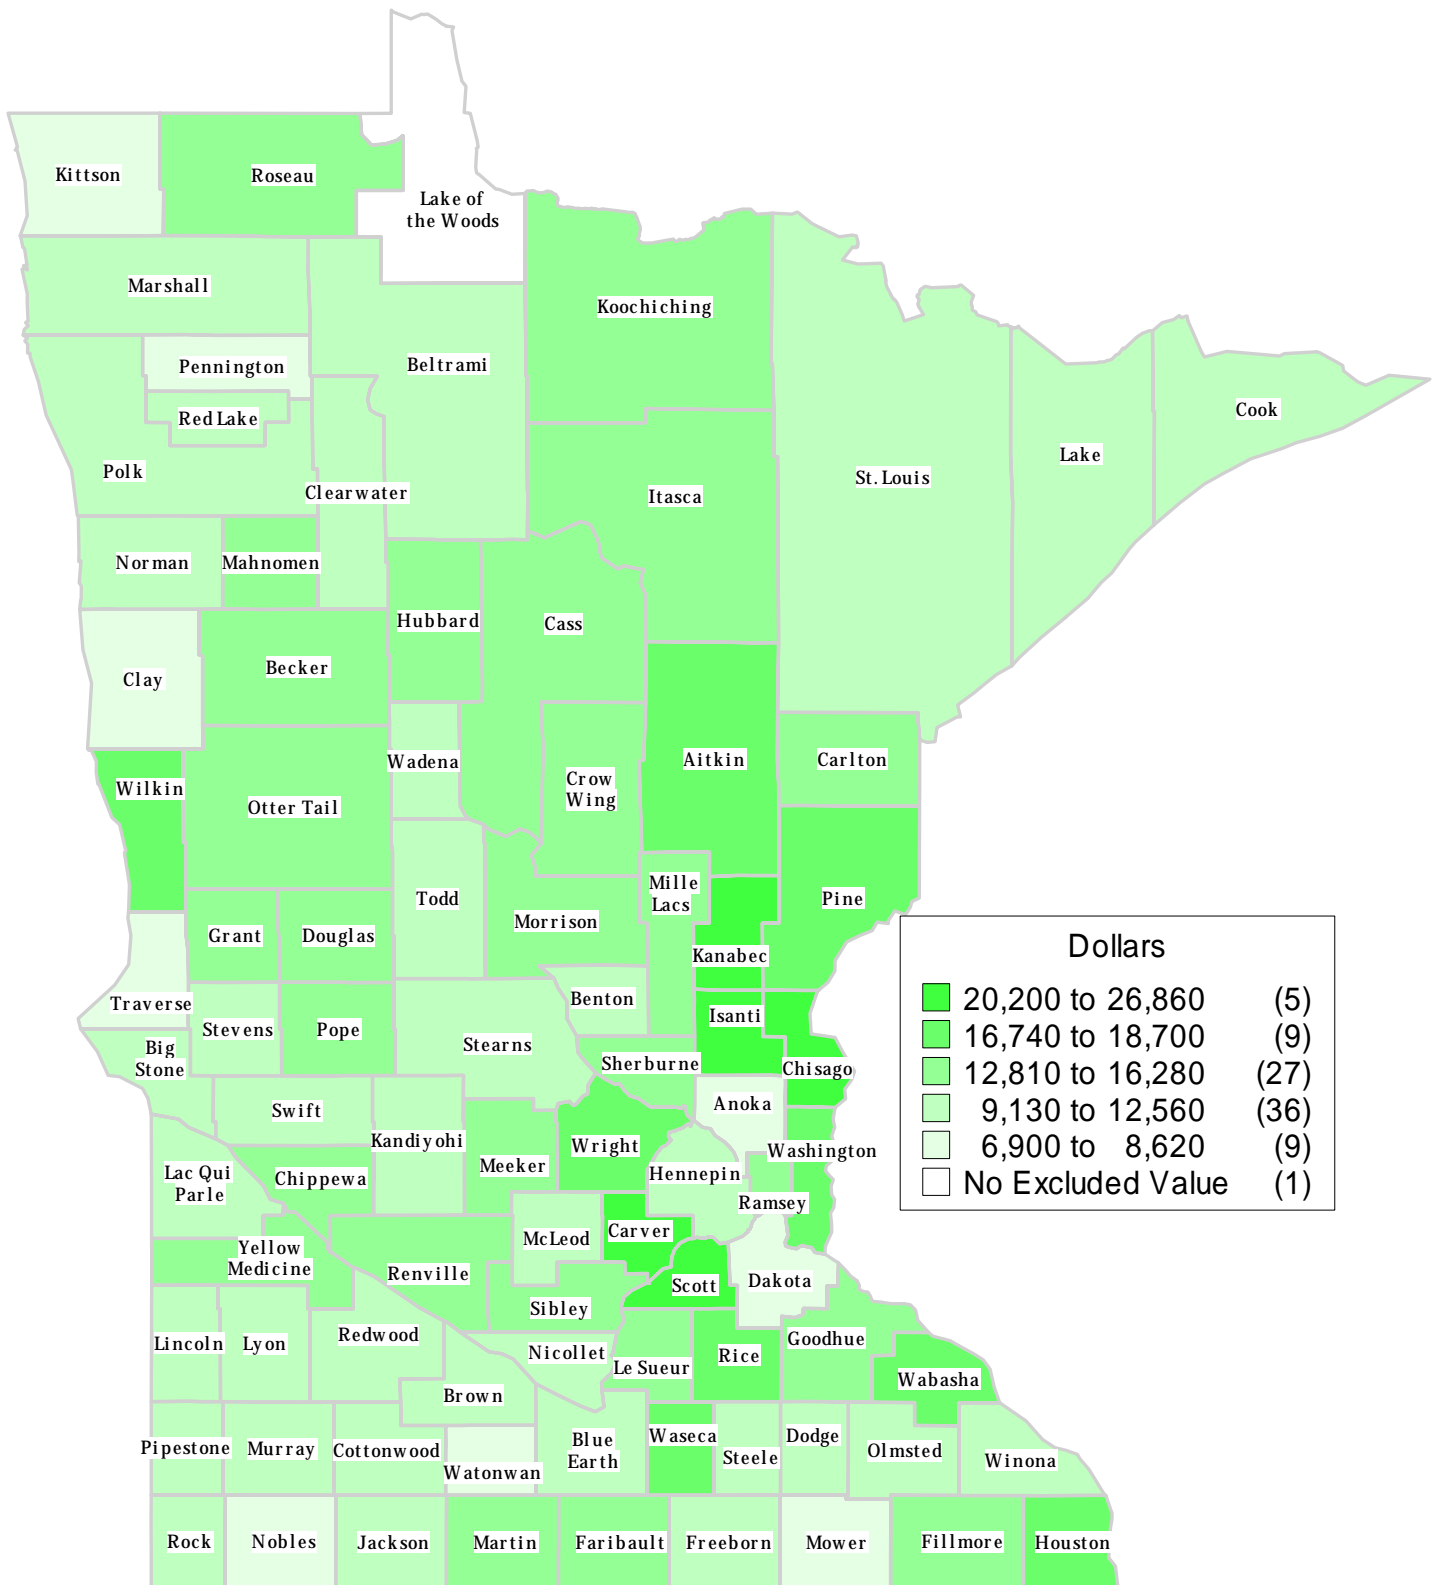 Kittson
Roseau
Lake of
the Woods
Marshall
Koochiching
Pennington
Beltrami
Red Lake
Cook
Polk
Lake
St. Louis
Clearwater
Itasca
Norman
Mahnomen
Hubbard
Cass
Becker
Clay
Wadena
Aitkin
Carlton
Wilkin
Crow
Wing
Otter Tail
Todd
Mille
Lacs
Pine
Morrison
Grant
Douglas
Kanabec
Traverse
Benton
Isanti
Stevens
Pope
Stearns
Big
Stone
Sherburne
Chisago
Swift
Anoka
Kandiyohi
Wright
Washington
Meeker
Lac Qui
Parle
Chippewa
Hennepin
Ramsey
Carver
McLeod
Yellow
Medicine
Renville
Scott
Dakota
Sibley
Lincoln
Lyon
Redwood
Goodhue
Nicollet
Rice
Le Sueur
Wabasha
Brown
Pipestone
Murray
Cottonwood
Blue
Earth
Waseca
Dodge
Steele
Olmsted
Winona
Watonwan
Rock
Nobles
Jackson
Martin
Faribault
Freeborn
Mower
Fillmore
Houston
Dollars
20,200 to 26,860 (5)
16,740 to 18,700 (9)
12,810 to 16,280 (27)
9,130 to 12,560 (36)
6,900 to 8,620 (9)
No Excluded Value (1)